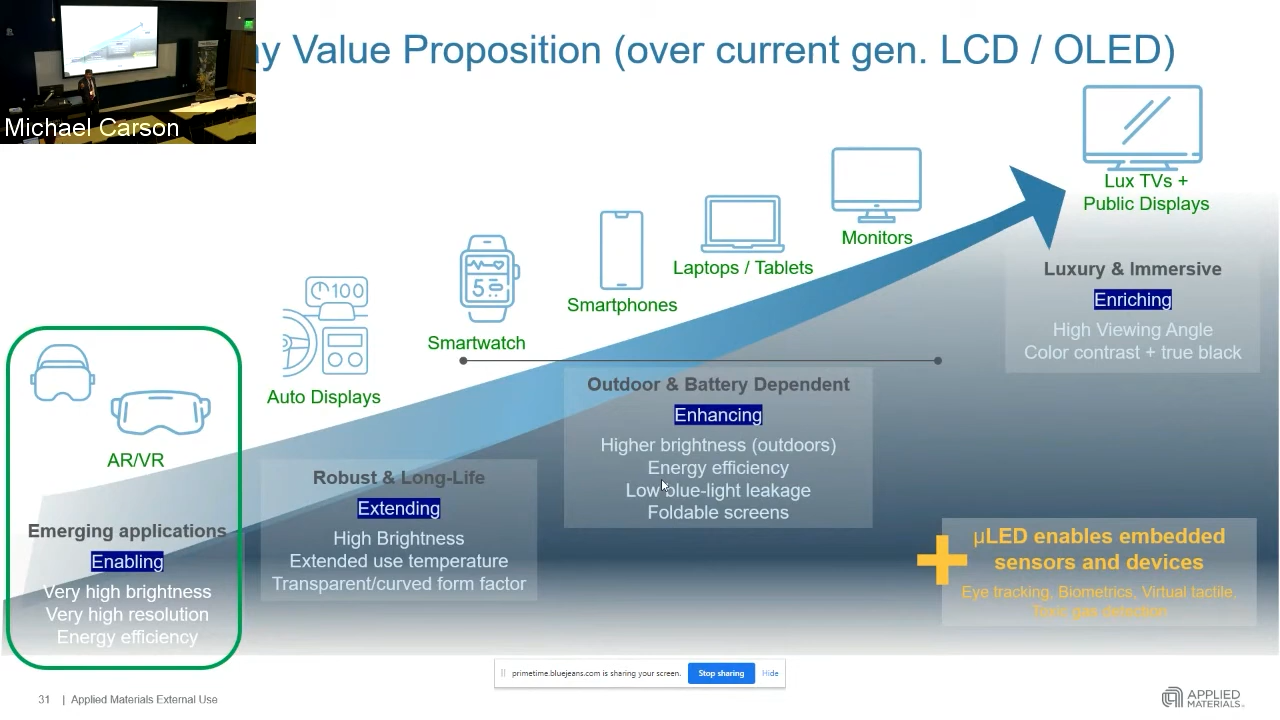 ay Value Proposition (over current gen. LCD / OLED)
Michael Carson
Lux TVs +
Public Displays
Monitors
Laptops / Tablets
Smartphones
Smartwatch
Auto Displays
AR/VR
100
5
Luxury & Immersive
Enriching
High Viewing Angle
Color contrast + true black
Outdoor & Battery Dependent
Enhancing
Higher brightness (outdoors)
Energy efficiency
Low blue-light leakage
Foldable screens
Robust & Long-Life
Extending
High Brightness
Extended use temperature
Transparent/curved form factor
Emerging applications
Enabling
Very high brightness
Very high resolution
Energy efficiency
µLED enables embedded
sensors and devices
Eye tracking, Biometrics, Virtual tactile,
Toxic gas detection
primetime.bluejeans.com is sharing your screen.
Stop sharing
Hide
31 | Applied Materials External Use
APPLIED
MATERIALS